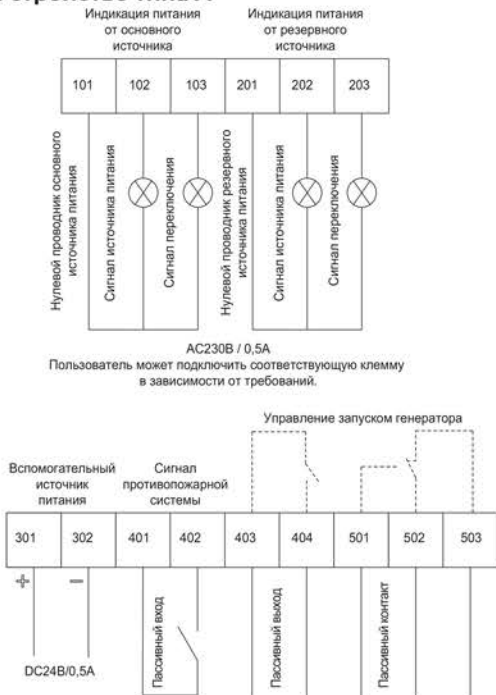 Индикация питания
от основного
источника
Индикация питания
от резервного
источника
101 102 103 201 202 203
Нулевой проводник основного
источника питания
Сигнал источника питания
Сигнал переключения
Нулевой проводник резервного
источника питания
Сигнал источника питания
Сигнал переключения
AC230В / 0,5А
Пользователь может подключить соответствующую клемму
в зависимости от требований.
Управление запуском генератора
Вспомогательный
источник
питания
Сигнал
противопожарной
системы
301 302 401 402 403 404 501 502 503
+ −
DC24В/0,5А
Пассивный вход
Пассивный выход
Пассивный контакт